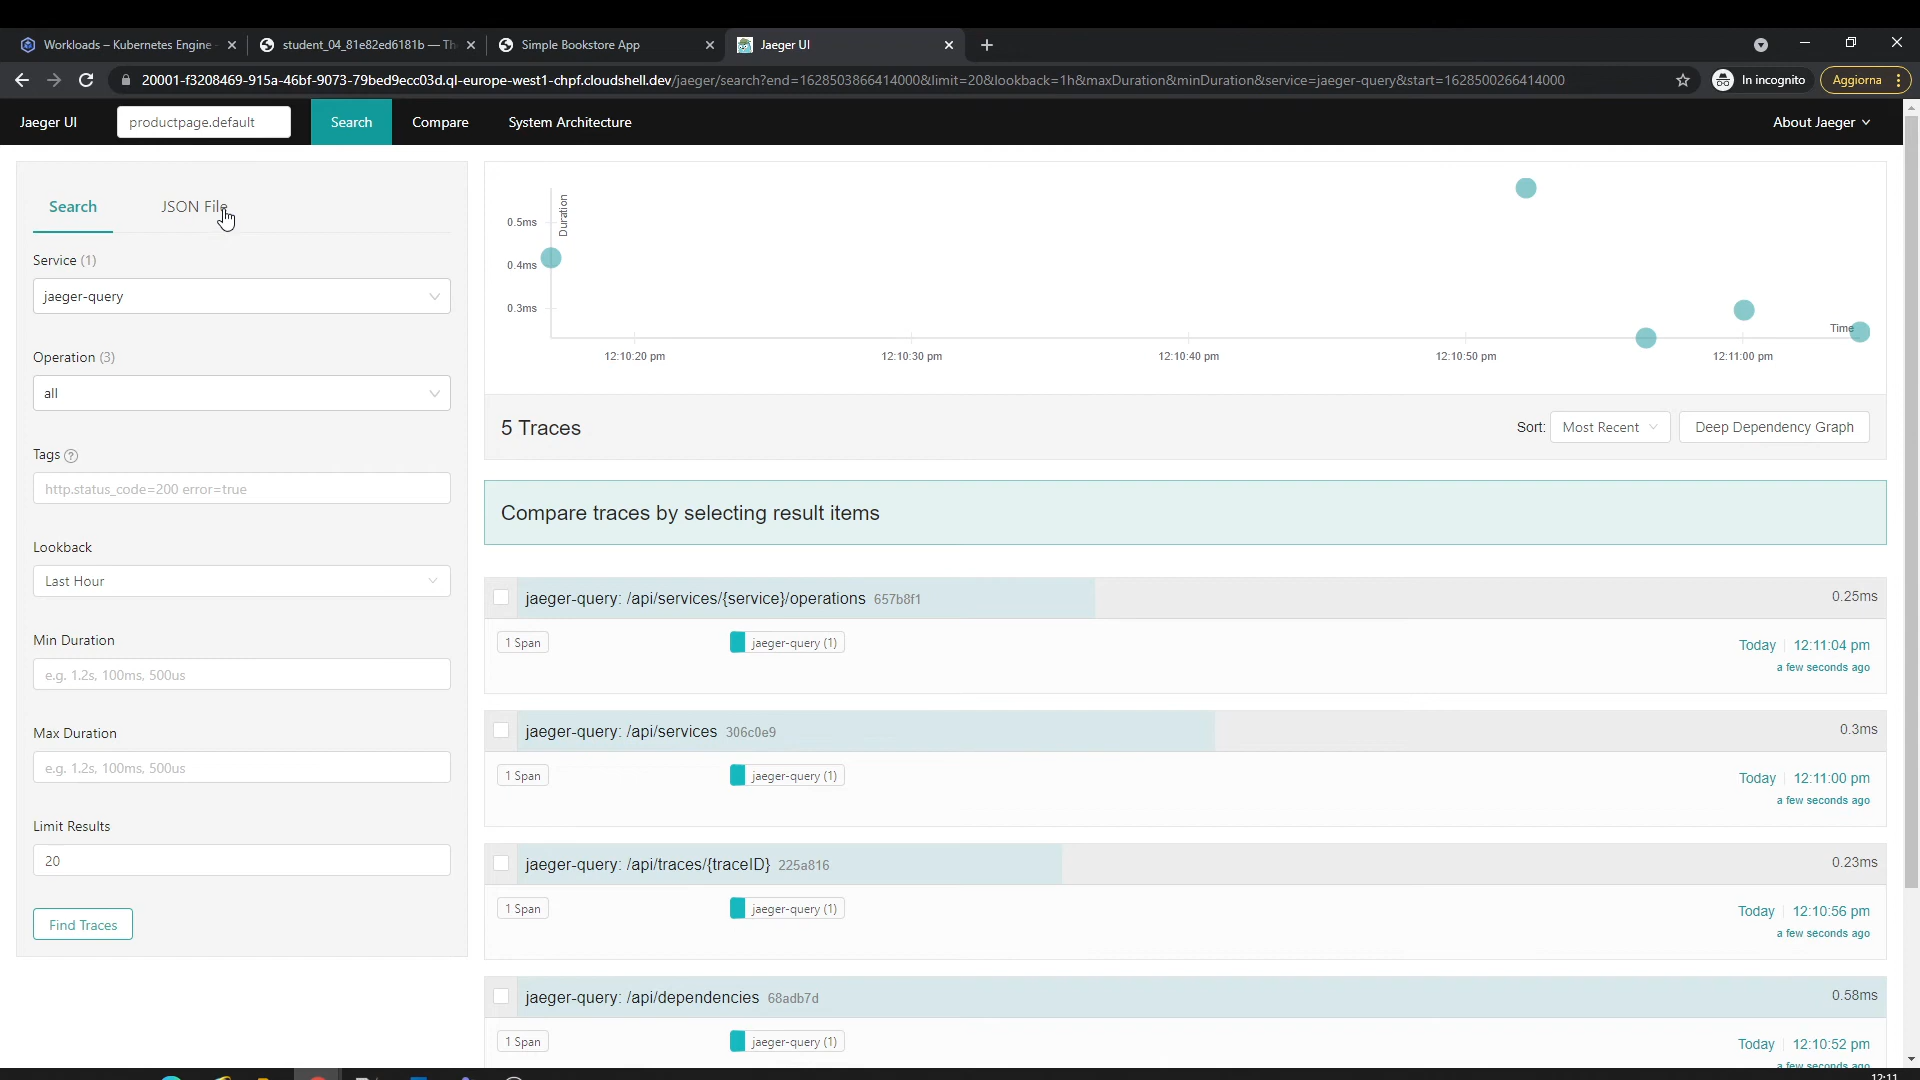 Workloads – Kubernetes Engine
student_04_81e82ed6181b — Th
Simple Bookstore App
Jaeger UI
20001-f3208469-915a-46bf-9073-79bed9ecc03d.ql-europe-west1-chpf.cloudshell.dev/jaeger/search?end=1628503866414000&limit=20&lookback=1h&maxDuration&minDuration&service=jaeger-query&start=1628500266414000
In incognito
Aggiorna
Jaeger UI
productpage.default
Search
Compare
System Architecture
About Jaeger
Search
JSON File
Service (1)
jaeger-query
Operation (3)
all
Tags ?
http.status_code=200 error=true
Lookback
Last Hour
Min Duration
e.g. 1.2s, 100ms, 500us
Max Duration
e.g. 1.2s, 100ms, 500us
Limit Results
20
Find Traces
Duration
0.5ms
0.4ms
0.3ms
Time
12:10:20 pm
12:10:30 pm
12:10:40 pm
12:10:50 pm
12:11:00 pm
5 Traces
Sort:
Most Recent
Deep Dependency Graph
Compare traces by selecting result items
jaeger-query: /api/services/{service}/operations 657b8f1
0.25ms
1 Span
jaeger-query (1)
Today
12:11:04 pm
a few seconds ago
jaeger-query: /api/services 306c0e9
0.3ms
1 Span
jaeger-query (1)
Today
12:11:00 pm
a few seconds ago
jaeger-query: /api/traces/{traceID} 225a816
0.23ms
1 Span
jaeger-query (1)
Today
12:10:56 pm
a few seconds ago
jaeger-query: /api/dependencies 68adb7d
0.58ms
1 Span
jaeger-query (1)
Today
12:10:52 pm
a few seconds ago
12:11